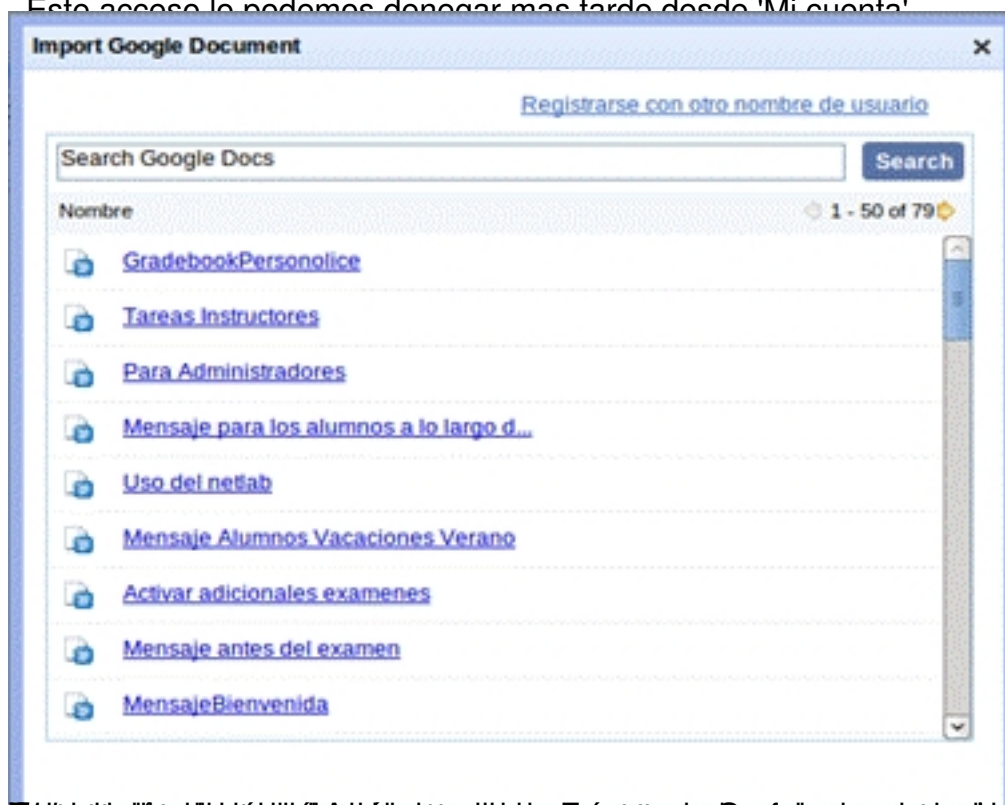 Este acceso lo podemos denegar mas tarde desde 'Mi cuenta'
Import Google Document
Registrarse con otro nombre de usuario
Search Google Docs
Search
Nombre
1 - 50 of 79
GradebookPersonolice
Tareas Instructores
Para Administradores
Mensaje para los alumnos a lo largo d...
Uso del netlab
Mensaje Alumnos Vacaciones Verano
Activar adicionales examenes
Mensaje antes del examen
MensajeBienvenida